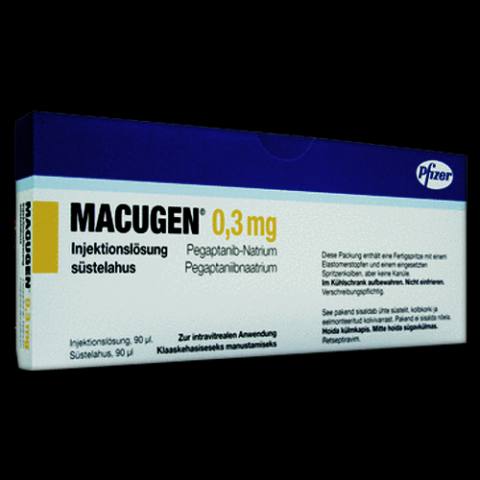 Pfizer
MACUGEN® 0,3 mg
Injektionslösung
süstelahus
Pegaptanib-Natrium
Pegaptaniibnaatrium
Injektionslösung, 90 µl.
Süstelahus, 90 µl
Zur intravitrealen Anwendung
Klaaskehasiseseks manustamiseks
Diese Packung enthält eine Fertigspritze mit einem
Elastomerstopfen und einem eingesetzten
Spritzenkolben, aber keine Kanüle.
Im Kühlschrank aufbewahren. Nicht einfrieren.
Verschreibungspflichtig.
See pakend sisaldab ühte süstelit, kolbikorki ja
eelmonteeritud kolivarrast. Pakend ei sisalda nõela.
Hoida külmkapis. Mitte hoida sügavkülmas.
Retseptiravim.
MACUGEN 0,3 mg